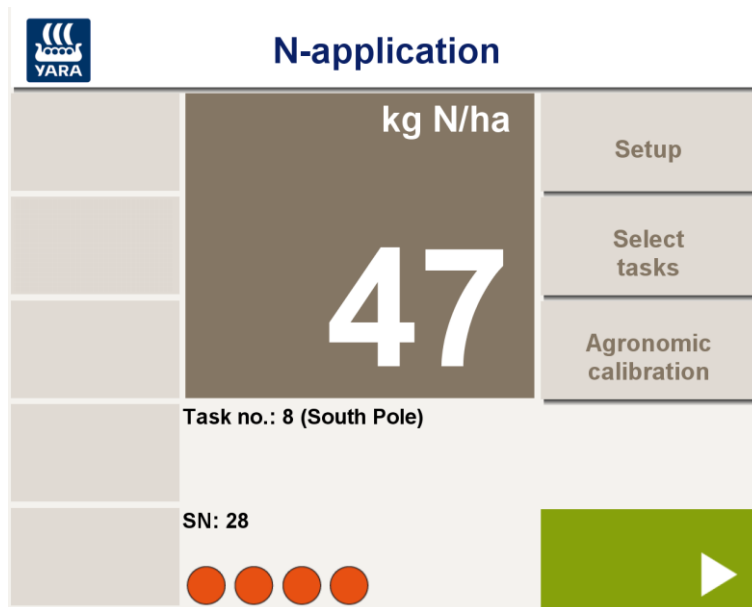 YARA
N-application
kg N/ha
47
Setup
Select
tasks
Agronomic
calibration
Task no.: 8 (South Pole)
SN: 28